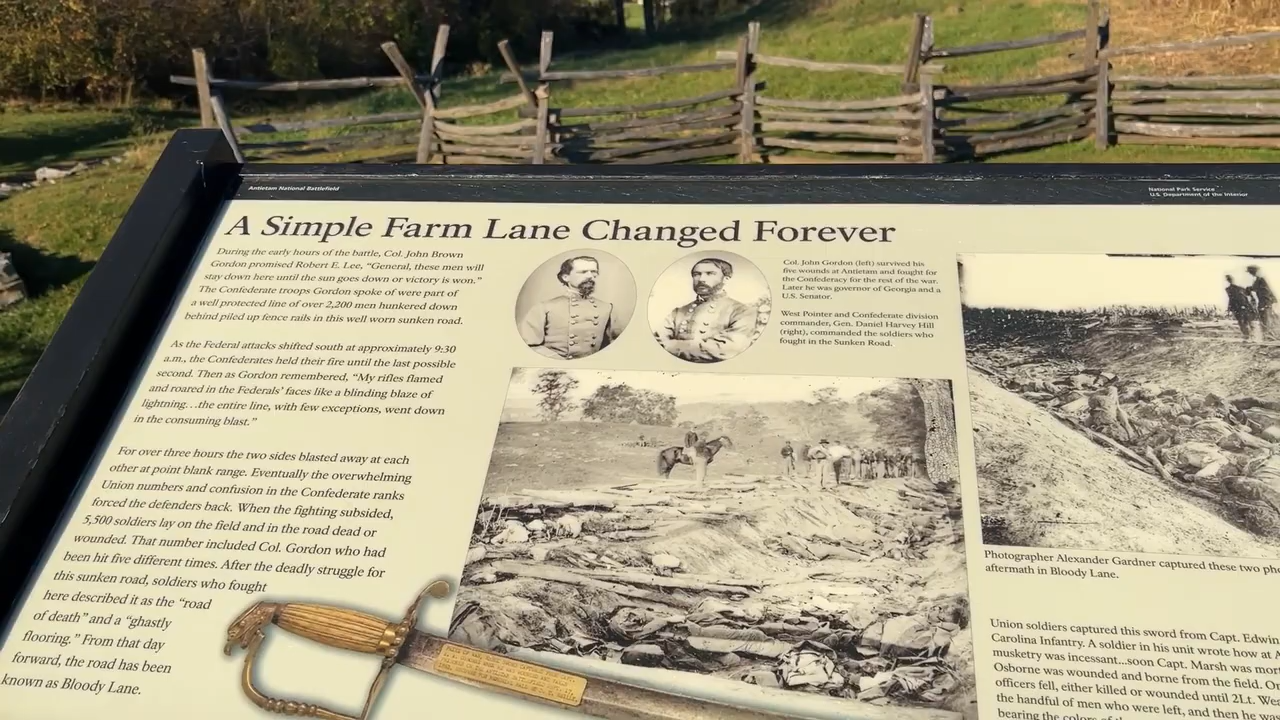 Antietam National Battlefield
National Park Service
U.S. Department of the Interior
A Simple Farm Lane Changed Forever
During the early hours of the battle, Col. John Brown
Gordon promised Robert E. Lee, “General, these men will
stay down here until the sun goes down or victory is won.”
The Confederate troops Gordon spoke of were part of
a well protected line of over 2,200 men hunkered down
behind piled up fence rails in this well worn sunken road.
As the Federal attacks shifted south at approximately 9:30
a.m., the Confederates held their fire until the last possible
second. Then as Gordon remembered, “My rifles flamed
and roared in the Federals’ faces like a blinding blaze of
lightning…the entire line, with few exceptions, went down
in the consuming blast.”
For over three hours the two sides blasted away at each
other at point blank range. Eventually the overwhelming
Union numbers and confusion in the Confederate ranks
forced the defenders back. When the fighting subsided,
5,500 soldiers lay on the field and in the road dead or
wounded. That number included Col. Gordon who had
been hit five different times. After the deadly struggle for
this sunken road, soldiers who fought
here described it as the “road
of death” and a “ghastly
flooring.” From that day
forward, the road has been
known as Bloody Lane.
Col. John Gordon (left) survived his
five wounds at Antietam and fought for
the Confederacy for the rest of the war.
Later he was governor of Georgia and a
U.S. Senator.
West Pointer and Confederate division
commander, Gen. Daniel Harvey Hill
(right), commanded the soldiers who
fought in the Sunken Road.
Photographer Alexander Gardner captured these two
aftermath in Bloody Lane.
Union soldiers captured this sword from Capt. Edwin
Carolina Infantry. A soldier in his unit wrote how at
musketry was incessant...soon Capt. Marsh was
Osborne was wounded and borne from the field.
officers fell, either killed or wounded until 2Lt.
the handful of men who were left, and then he
bearing the colors of